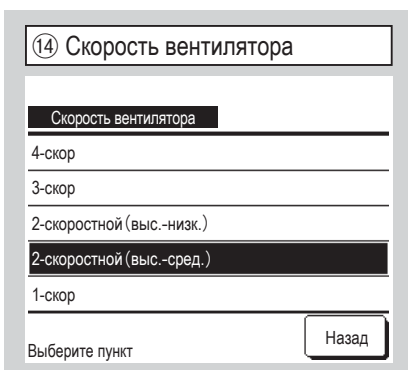 ⑭ Скорость вентилятора
Скорость вентилятора
4-скор
3-скор
2-скоростной (выс.-низк.)
2-скоростной (выс.-сред.)
1-скор
Выберите пункт
Назад